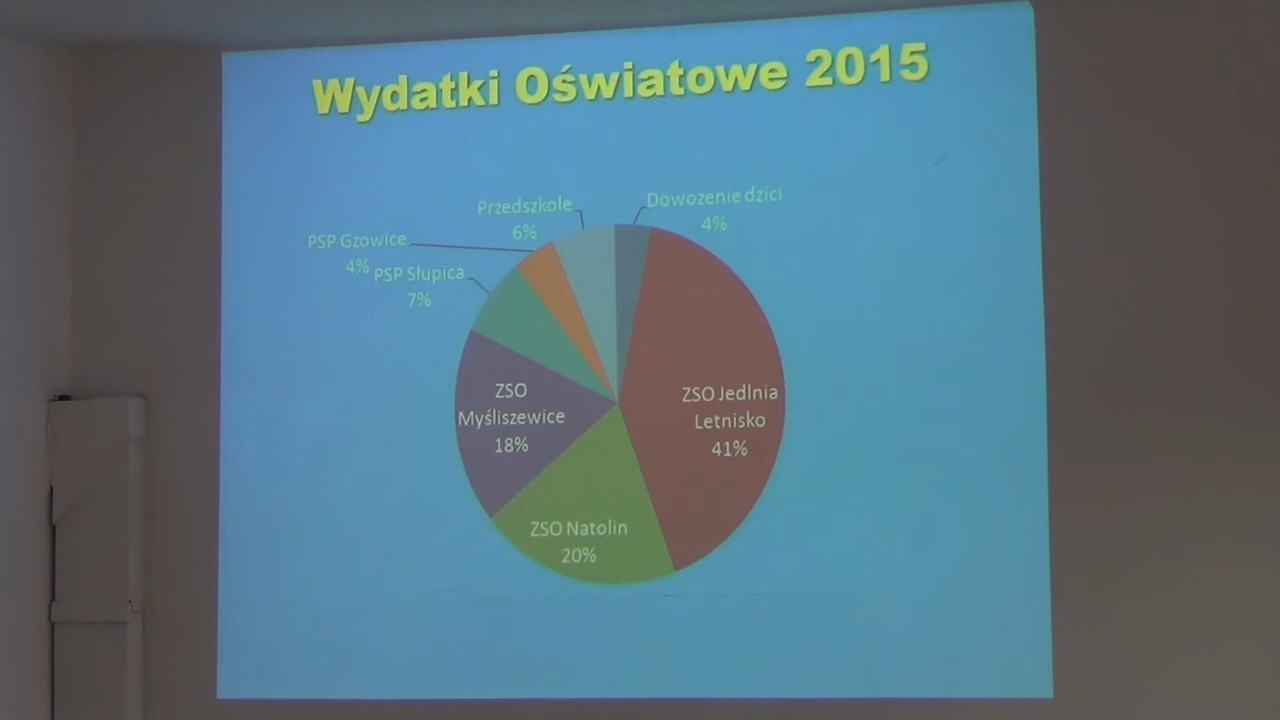 Wydatki Oświatowe 2015
Przedszkole
6%
Dowożenie dzici
4%
PSP Gzowice
4%
PSP Słupica
7%
ZSO
Myśliszewice
18%
ZSO Jedlnia
Letnisko
41%
ZSO Natolin
20%